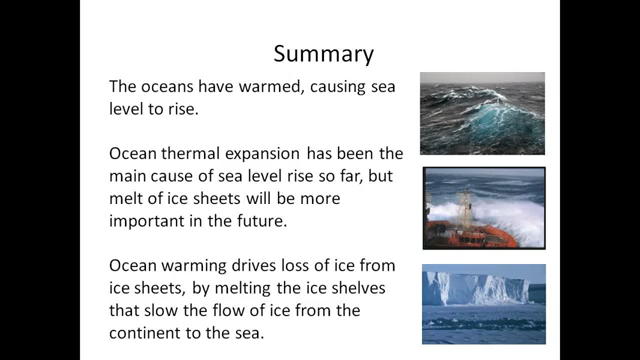 Summary
The oceans have warmed, causing sea
level to rise.
Ocean thermal expansion has been the
main cause of sea level rise so far, but
melt of ice sheets will be more
important in the future.
Ocean warming drives loss of ice from
ice sheets, by melting the ice shelves
that slow the flow of ice from the
continent to the sea.